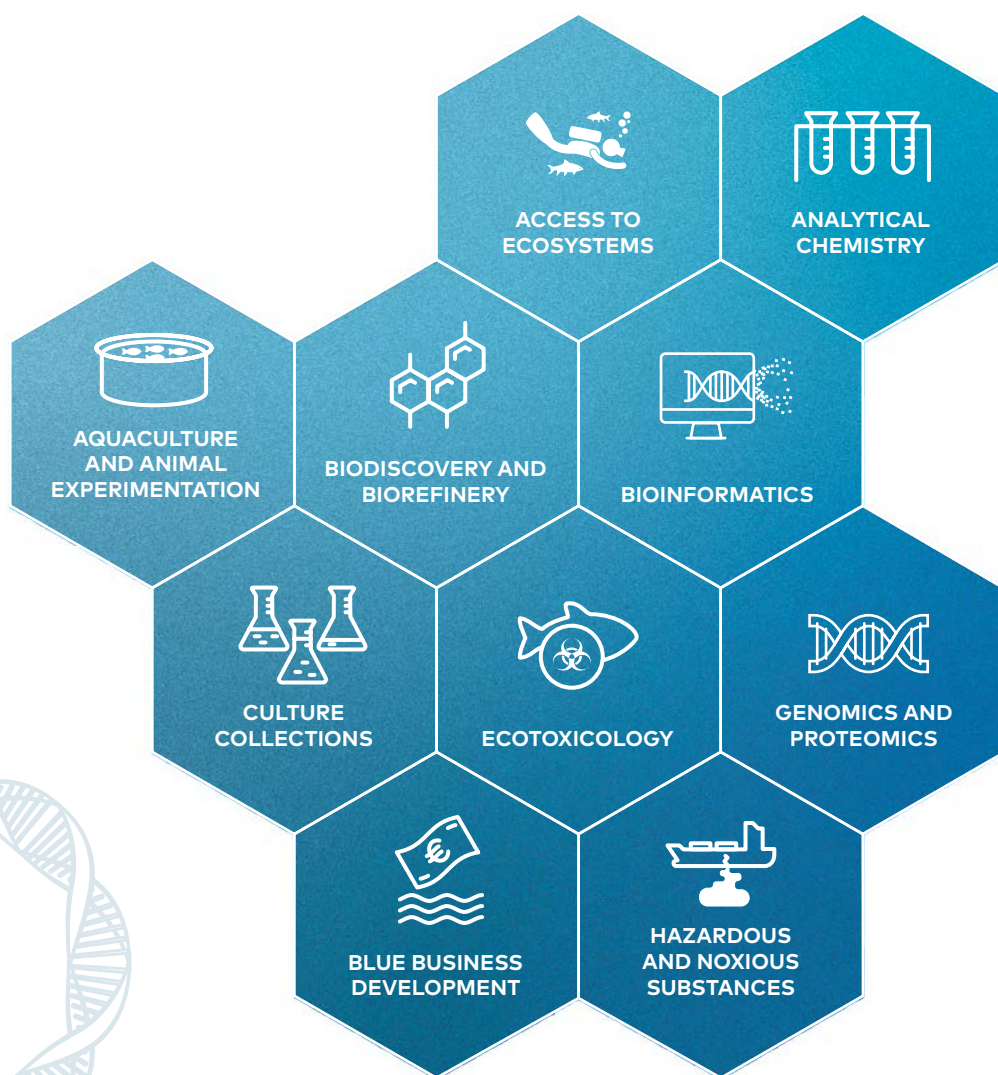 ACCESS TO
ECOSYSTEMS
ANALYTICAL
CHEMISTRY
AQUACULTURE
AND ANIMAL
EXPERIMENTATION
BIODISCOVERY AND
BIOREFINERY
BIOINFORMATICS
CULTURE
COLLECTIONS
ECOTOXICOLOGY
GENOMICS AND
PROTEOMICS
€
BLUE BUSINESS
DEVELOPMENT
HAZARDOUS
AND NOXIOUS
SUBSTANCES